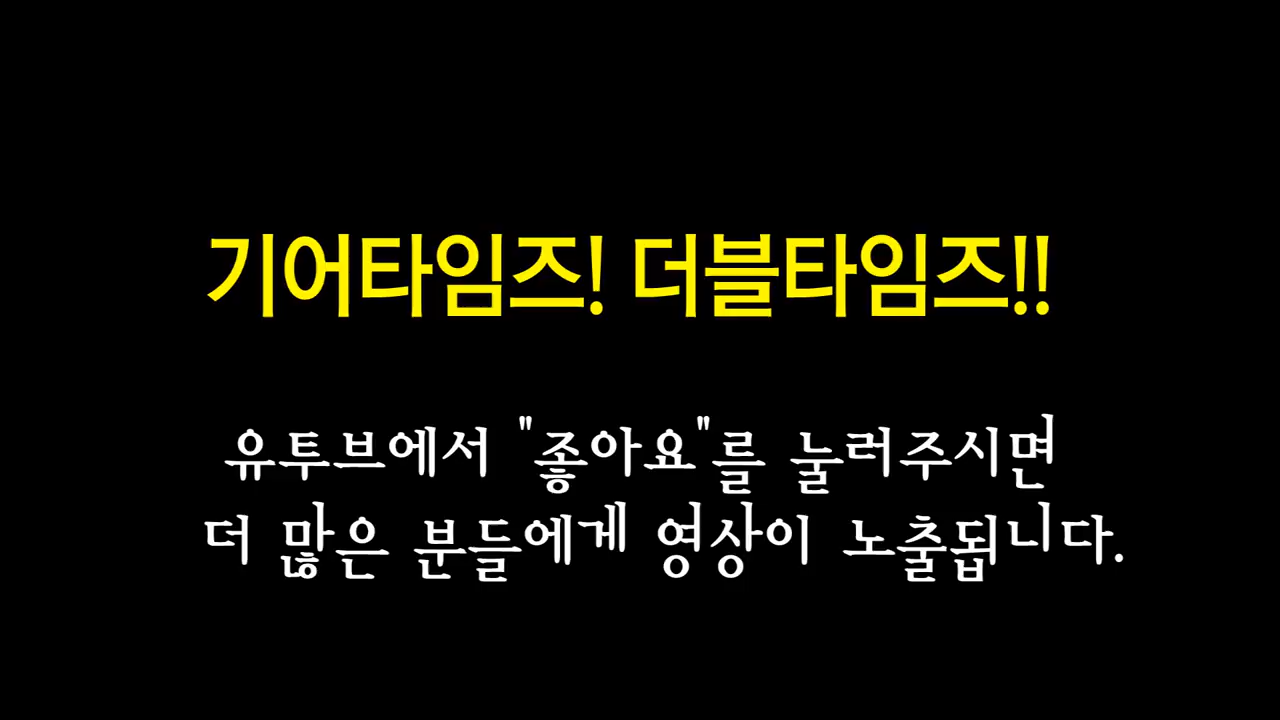 기어타임즈! 더블타임즈!!
유투브에서 "좋아요"를 눌러주시면
더 많은 분들에게 영상이 노출됩니다.